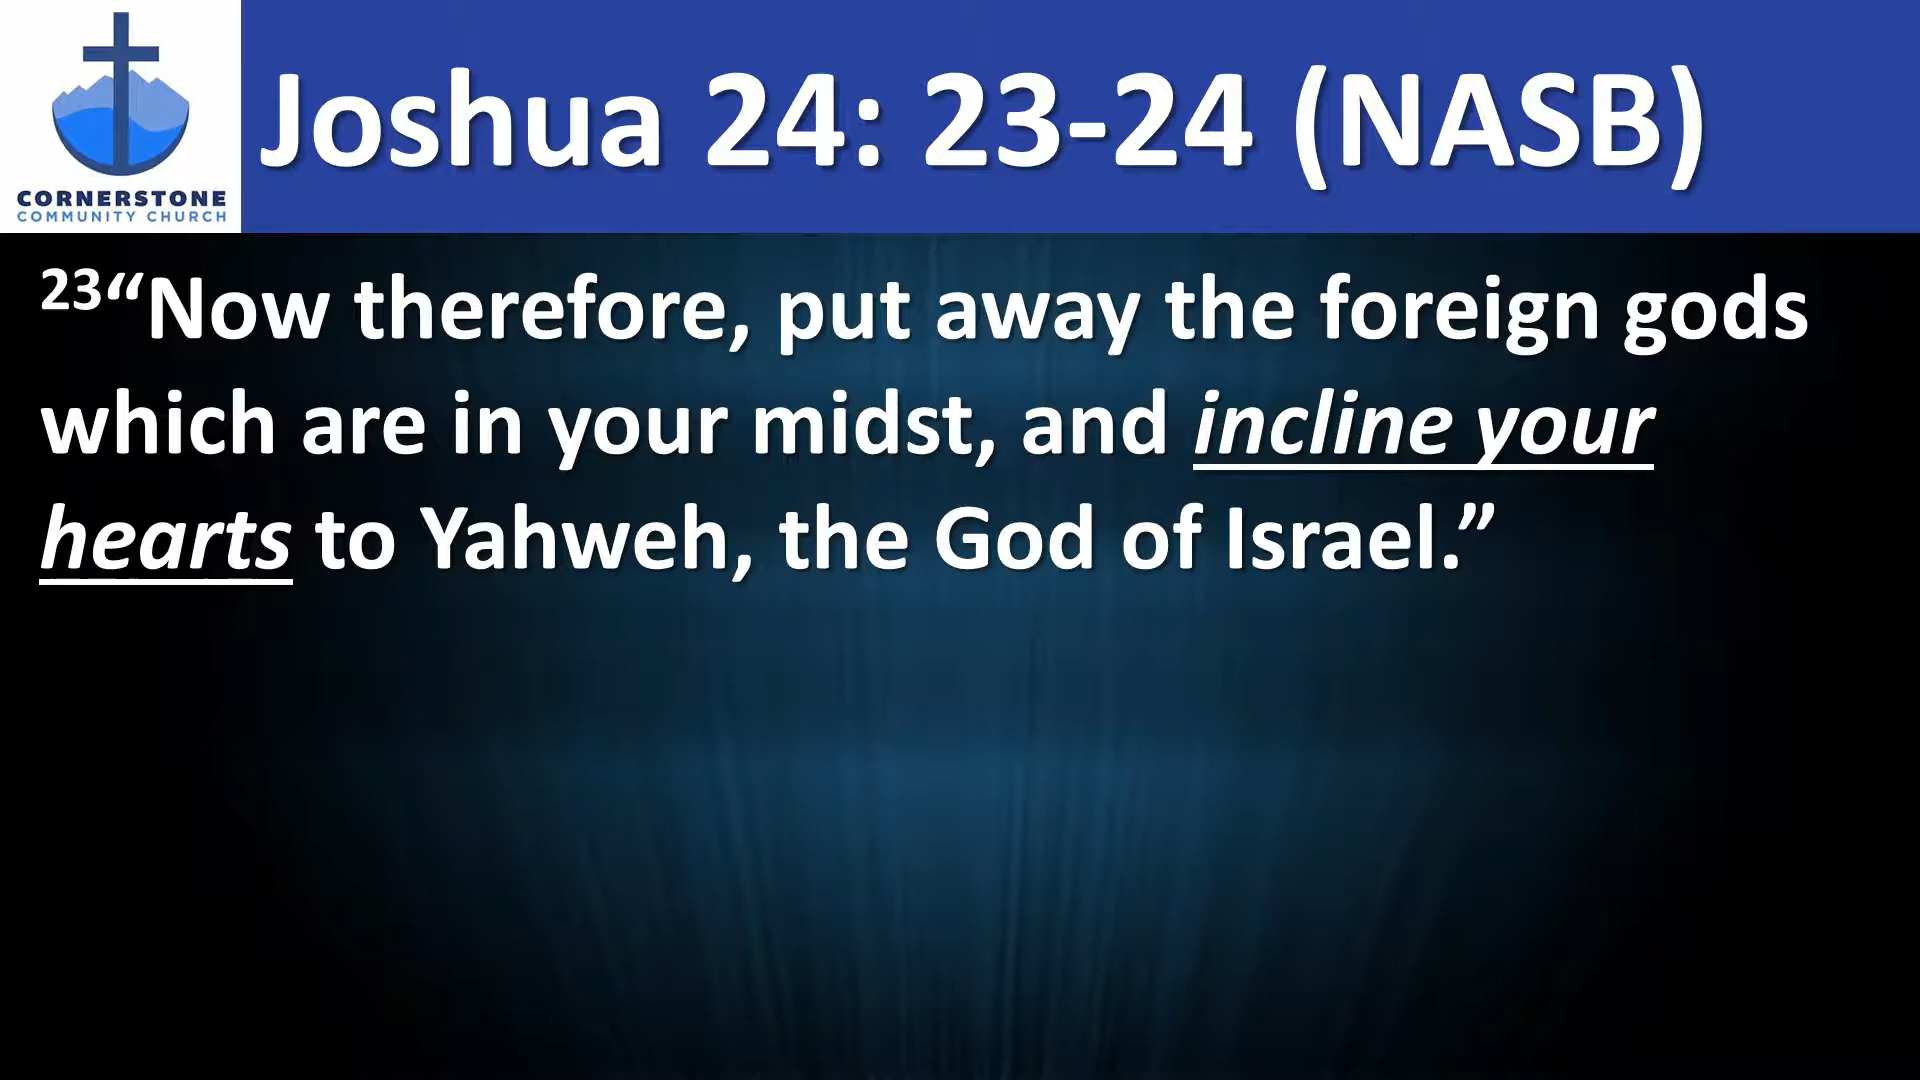 CORNERSTONE
COMMUNITY CHURCH
Joshua 24: 23-24 (NASB)
23“Now therefore, put away the foreign gods
which are in your midst, and incline your
hearts to Yahweh, the God of Israel.”